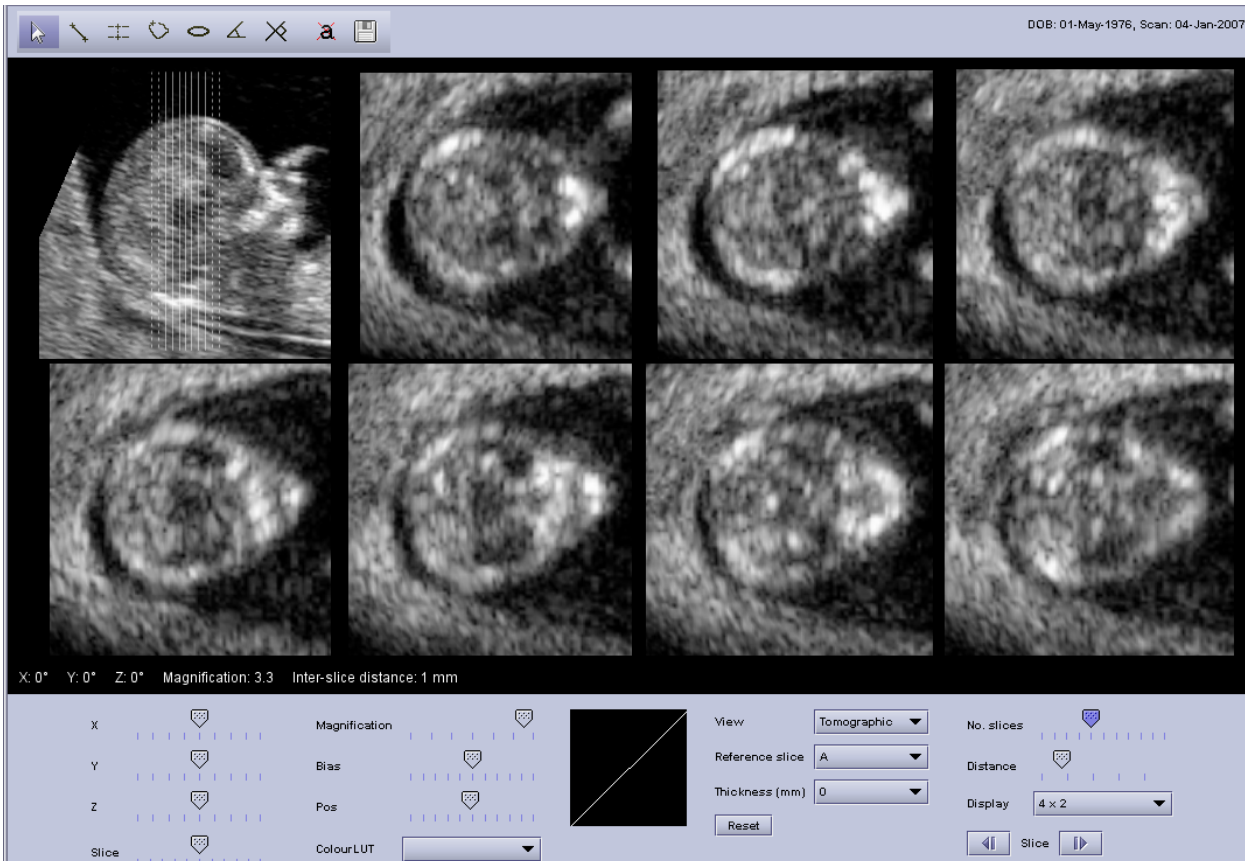 a
DOB: 01-May-1976, Scan: 04-Jan-2007
X: 0° Y: 0° Z: 0° Magnification: 3.3 Inter-slice distance: 1 mm
X Magnification View Tomographic No. slices
Y Bias Reference slice A Distance
Z Pos Thickness (mm) 0 Display 4 x 2
Reset
Slice ColourLUT Slice